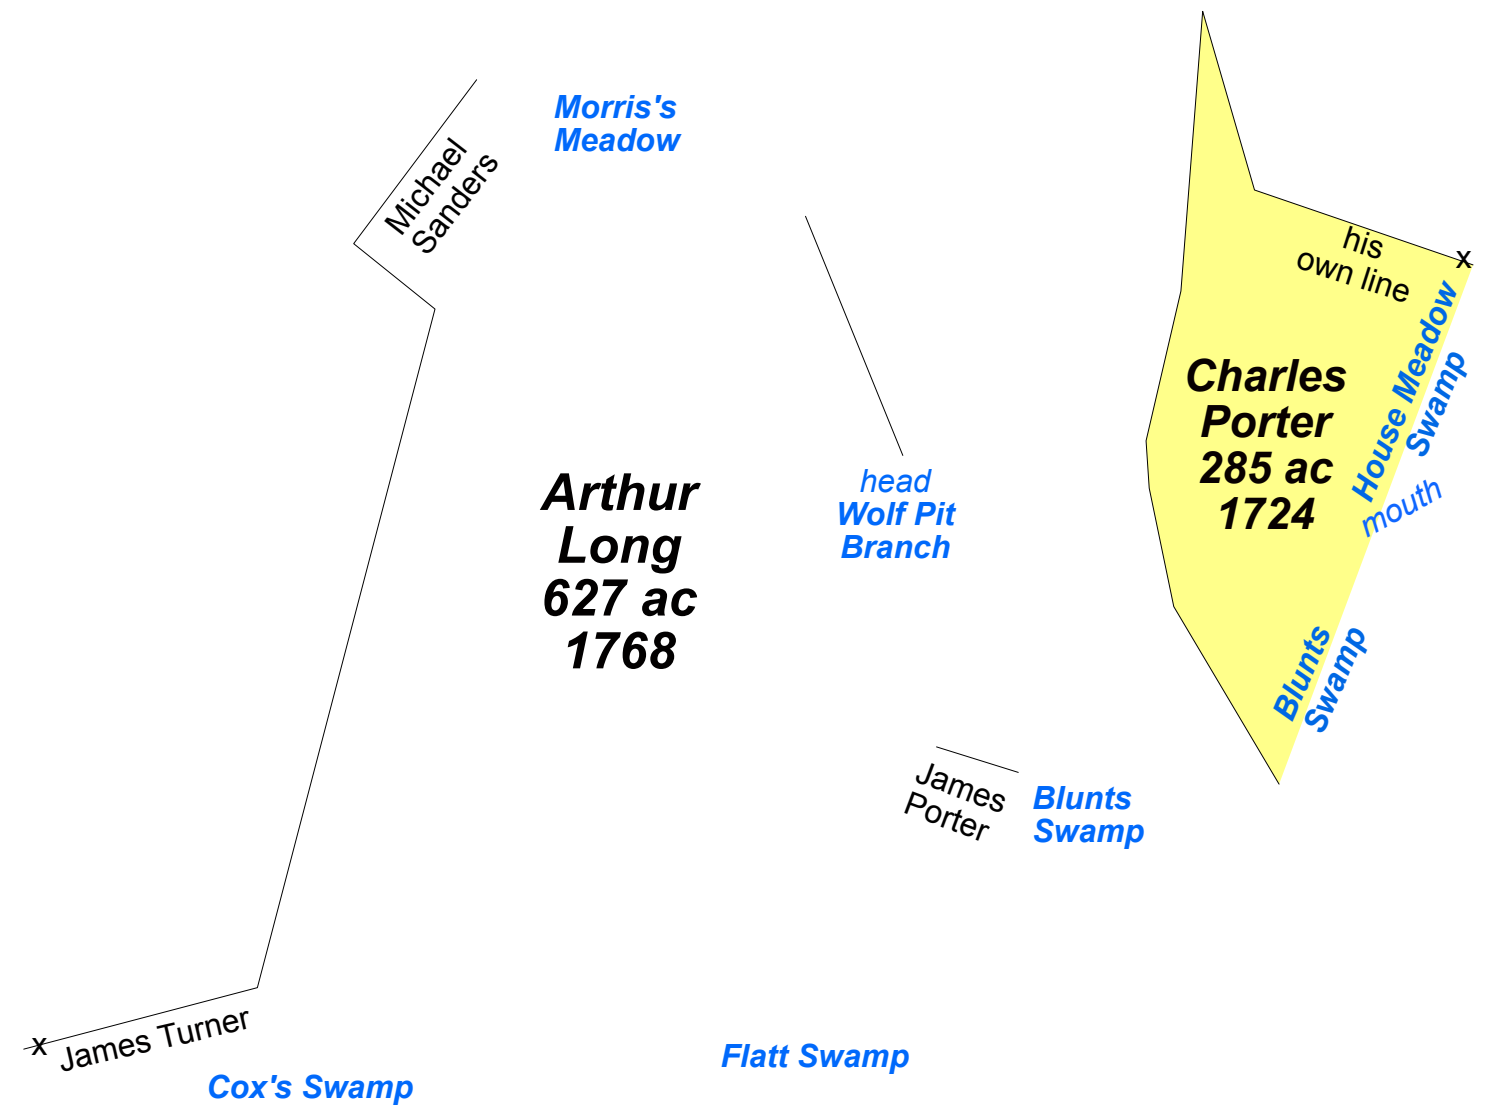 Morris's
Meadow
Michael
Sanders
his
own line
x
House Meadow
Swamp
mouth
Charles
Porter
285 ac
1724
Arthur
Long
627 ac
1768
head
Wolf Pit
Branch
Blunts
Swamp
James
Porter
Blunts
Swamp
x
James Turner
Cox's Swamp
Flatt Swamp